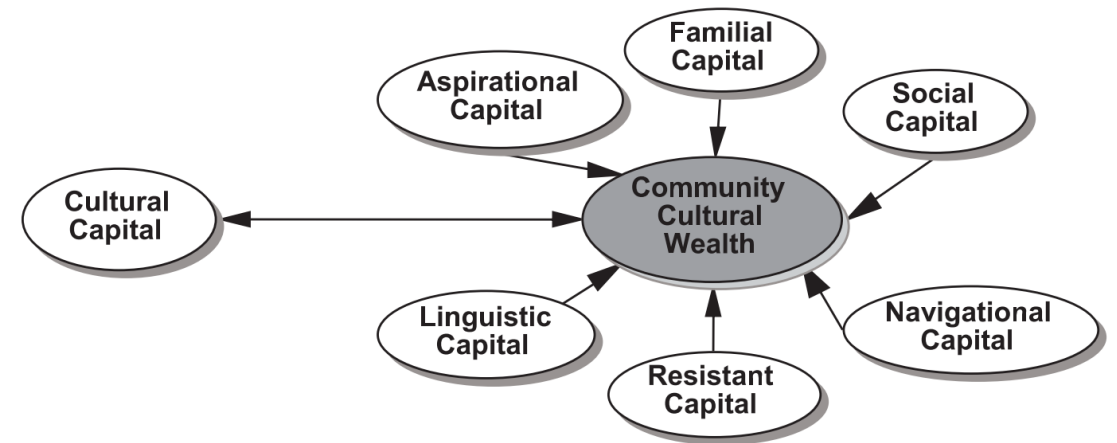 Familial
Capital
Aspirational
Capital
Social
Capital
Cultural
Capital
Community
Cultural
Wealth
Linguistic
Capital
Navigational
Capital
Resistant
Capital